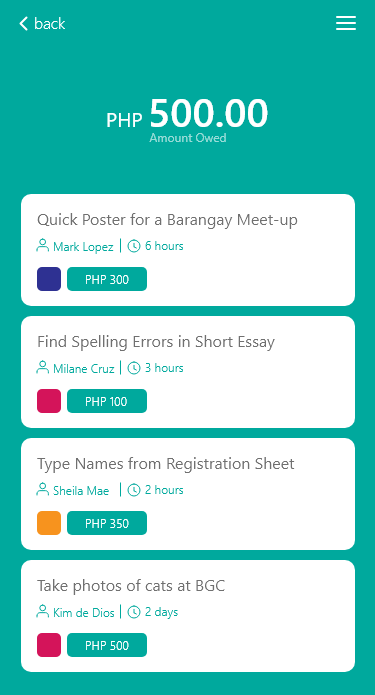 back
PHP 500.00
Amount Owed
Quick Poster for a Barangay Meet-up
Mark Lopez | 6 hours
PHP 300
Find Spelling Errors in Short Essay
Milane Cruz | 3 hours
PHP 100
Type Names from Registration Sheet
Sheila Mae | 2 hours
PHP 350
Take photos of cats at BGC
Kim de Dios | 2 days
PHP 500